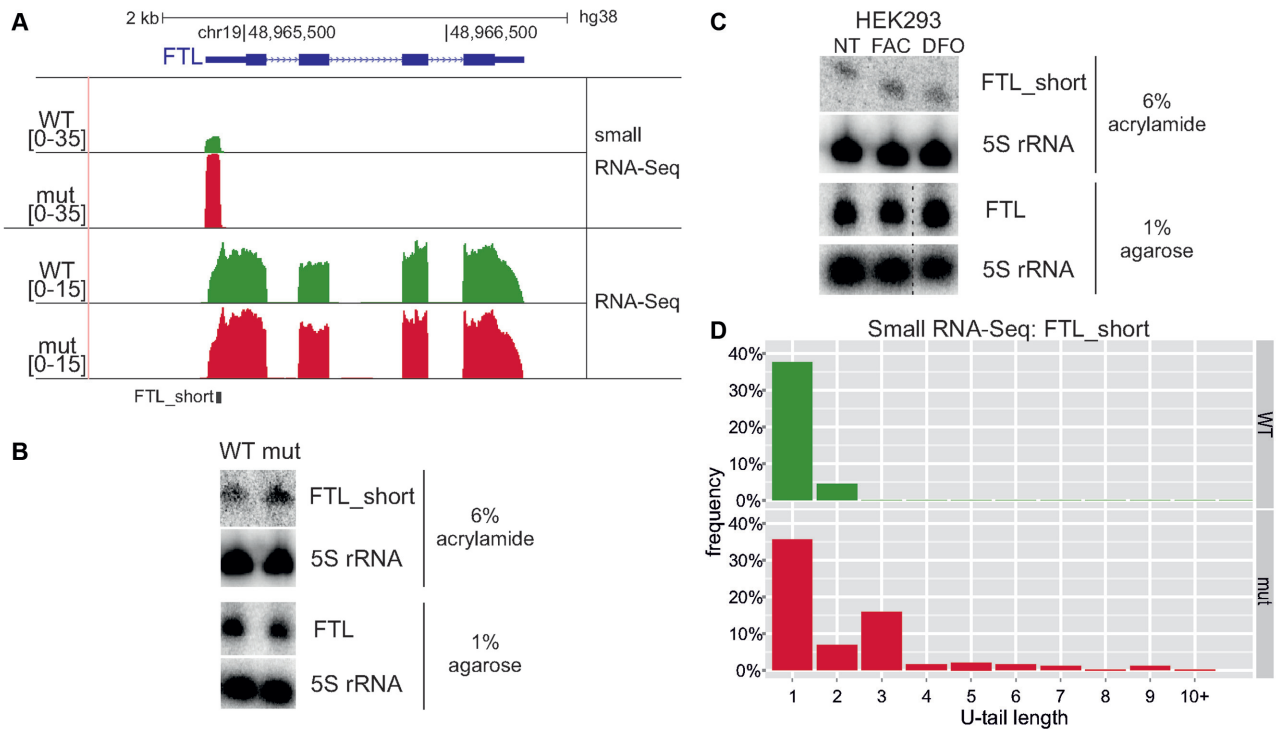 A
2 kb
hg38
chr19
48,965,500
48,966,500
FTL
WT
[0-35]
small
RNA-Seq
mut
[0-35]
WT
[0-15]
RNA-Seq
mut
[0-15]
FTL_short
B
WT mut
FTL_short
5S rRNA
6%
acrylamide
FTL
5S rRNA
1%
agarose
C
HEK293
NT FAC DFO
FTL_short
5S rRNA
6%
acrylamide
FTL
5S rRNA
1%
agarose
D
Small RNA-Seq: FTL_short
40%
30%
20%
10%
0%
WT
40%
30%
20%
10%
0%
mut
frequency
1 2 3 4 5 6 7 8 9 10+
U-tail length